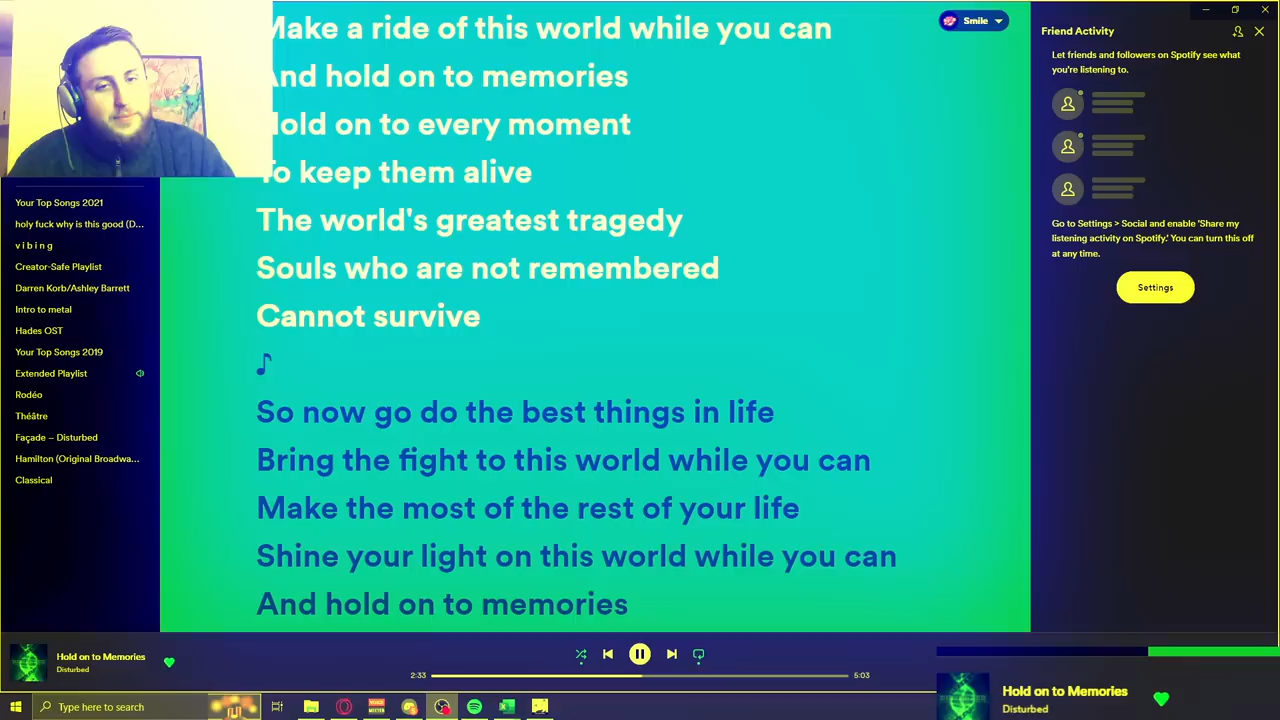 Make a ride of this world while you can
And hold on to memories
Hold on to every moment
To keep them alive
The world's greatest tragedy
Souls who are not remembered
Cannot survive
So now go do the best things in life
Bring the fight to this world while you can
Make the most of the rest of your life
Shine your light on this world while you can
And hold on to memories
Smile
Friend Activity
Let friends and followers on Spotify see what
you're listening to.
Go to Settings > Social and enable 'Share my
listening activity on Spotify.' You can turn this off
at any time.
Settings
Your Top Songs 2021
holy fuck why is this good (D...
v i b i n g
Creator-Safe Playlist
Darren Korb/Ashley Barrett
Intro to metal
Hades OST
Your Top Songs 2019
Extended Playlist
Rodéo
Théâtre
Façade – Disturbed
Hamilton (Original Broadwa...
Classical
Hold on to Memories
Disturbed
2:33
5:03
Hold on to Memories
Disturbed
Type here to search